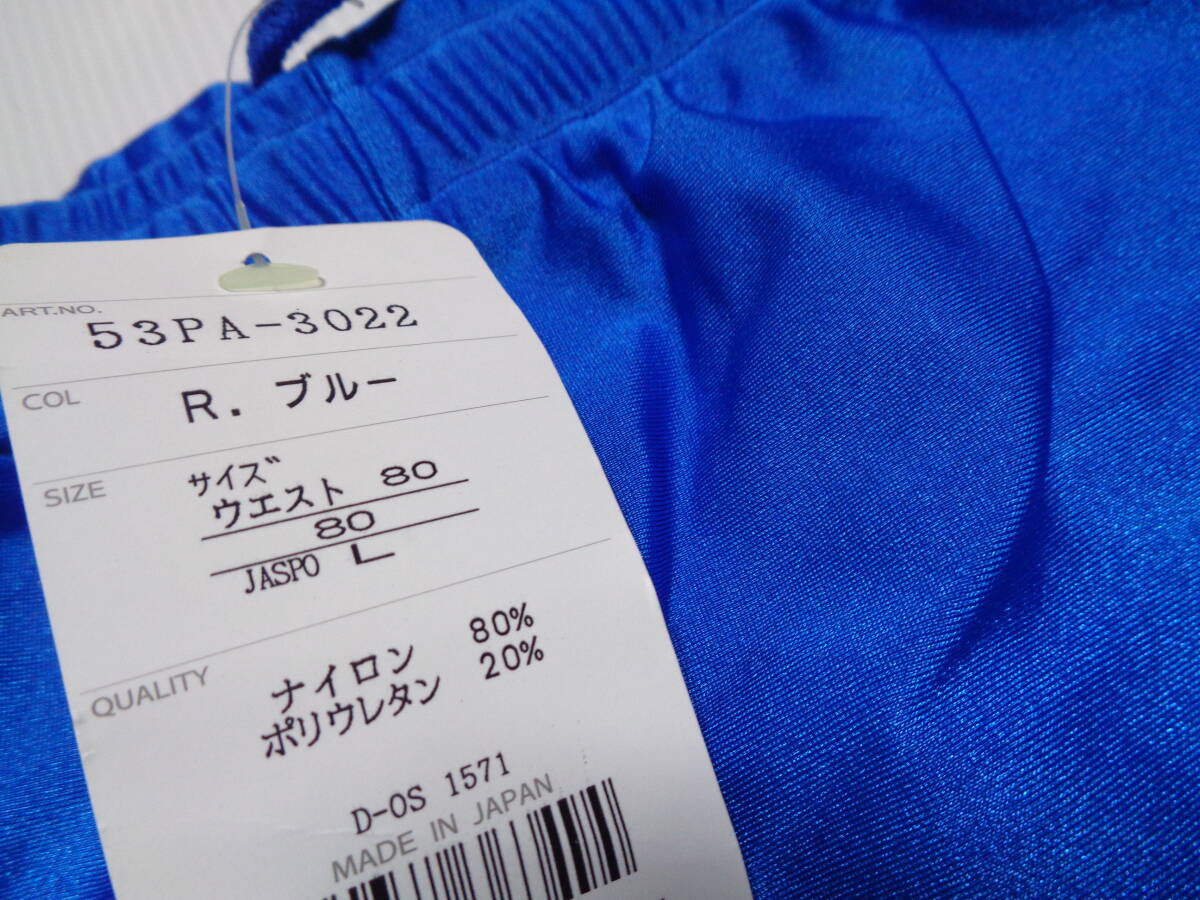 ART.NO.
53PA-3022
COL R. ブルー
SIZE サイズ
ウエスト 80
80
JASPO L
QUALITY ナイロン 80%
ポリウレタン 20%
D-OS 1571
MADE IN JAPAN